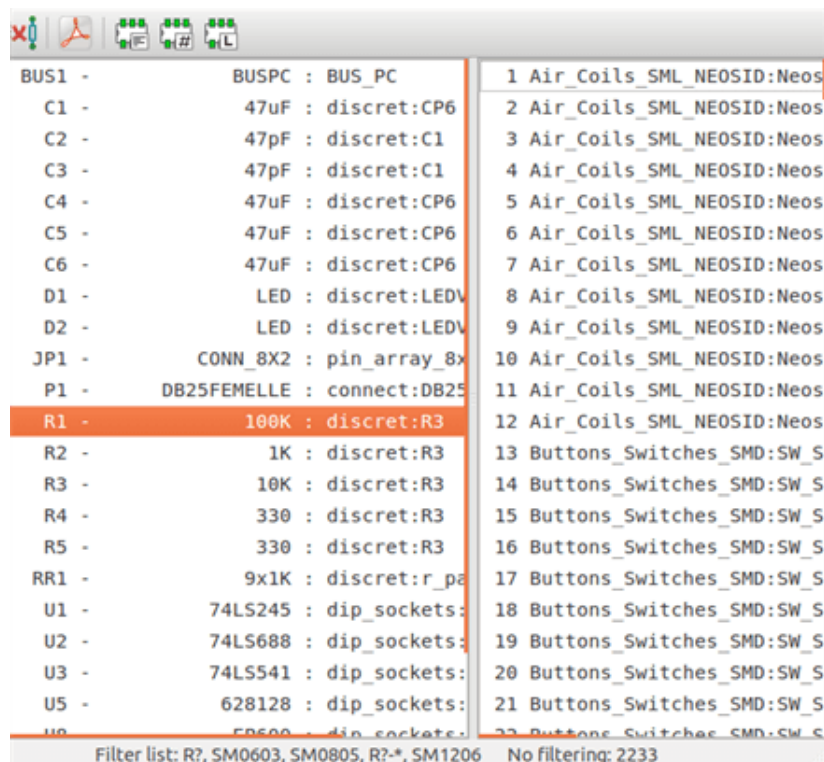 BUS1 - BUSPC : BUS_PC
C1 - 47uF : discret:CP6
C2 - 47pF : discret:C1
C3 - 47pF : discret:C1
C4 - 47uF : discret:CP6
C5 - 47uF : discret:CP6
C6 - 47uF : discret:CP6
D1 - LED : discret:LEDV
D2 - LED : discret:LEDV
JP1 - CONN_8X2 : pin_array_8x
P1 - DB25FEMELLE : connect:DB25
R1 - 100K : discret:R3
R2 - 1K : discret:R3
R3 - 10K : discret:R3
R4 - 330 : discret:R3
R5 - 330 : discret:R3
RR1 - 9x1K : discret:r_pa
U1 - 74LS245 : dip_sockets:
U2 - 74LS688 : dip_sockets:
U3 - 74LS541 : dip_sockets:
U5 - 628128 : dip_sockets:
U8 - EP600 : dip_sockets:
1 Air_Coils_SML_NEOSID:Neos
2 Air_Coils_SML_NEOSID:Neos
3 Air_Coils_SML_NEOSID:Neos
4 Air_Coils_SML_NEOSID:Neos
5 Air_Coils_SML_NEOSID:Neos
6 Air_Coils_SML_NEOSID:Neos
7 Air_Coils_SML_NEOSID:Neos
8 Air_Coils_SML_NEOSID:Neos
9 Air_Coils_SML_NEOSID:Neos
10 Air_Coils_SML_NEOSID:Neos
11 Air_Coils_SML_NEOSID:Neos
12 Air_Coils_SML_NEOSID:Neos
13 Buttons_Switches_SMD:SW_S
14 Buttons_Switches_SMD:SW_S
15 Buttons_Switches_SMD:SW_S
16 Buttons_Switches_SMD:SW_S
17 Buttons_Switches_SMD:SW_S
18 Buttons_Switches_SMD:SW_S
19 Buttons_Switches_SMD:SW_S
20 Buttons_Switches_SMD:SW_S
21 Buttons_Switches_SMD:SW_S
22 Buttons_Switches_SMD:SW_S
Filter list: R?, SM0603, SM0805, R?-*, SM1206 No filtering: 2233